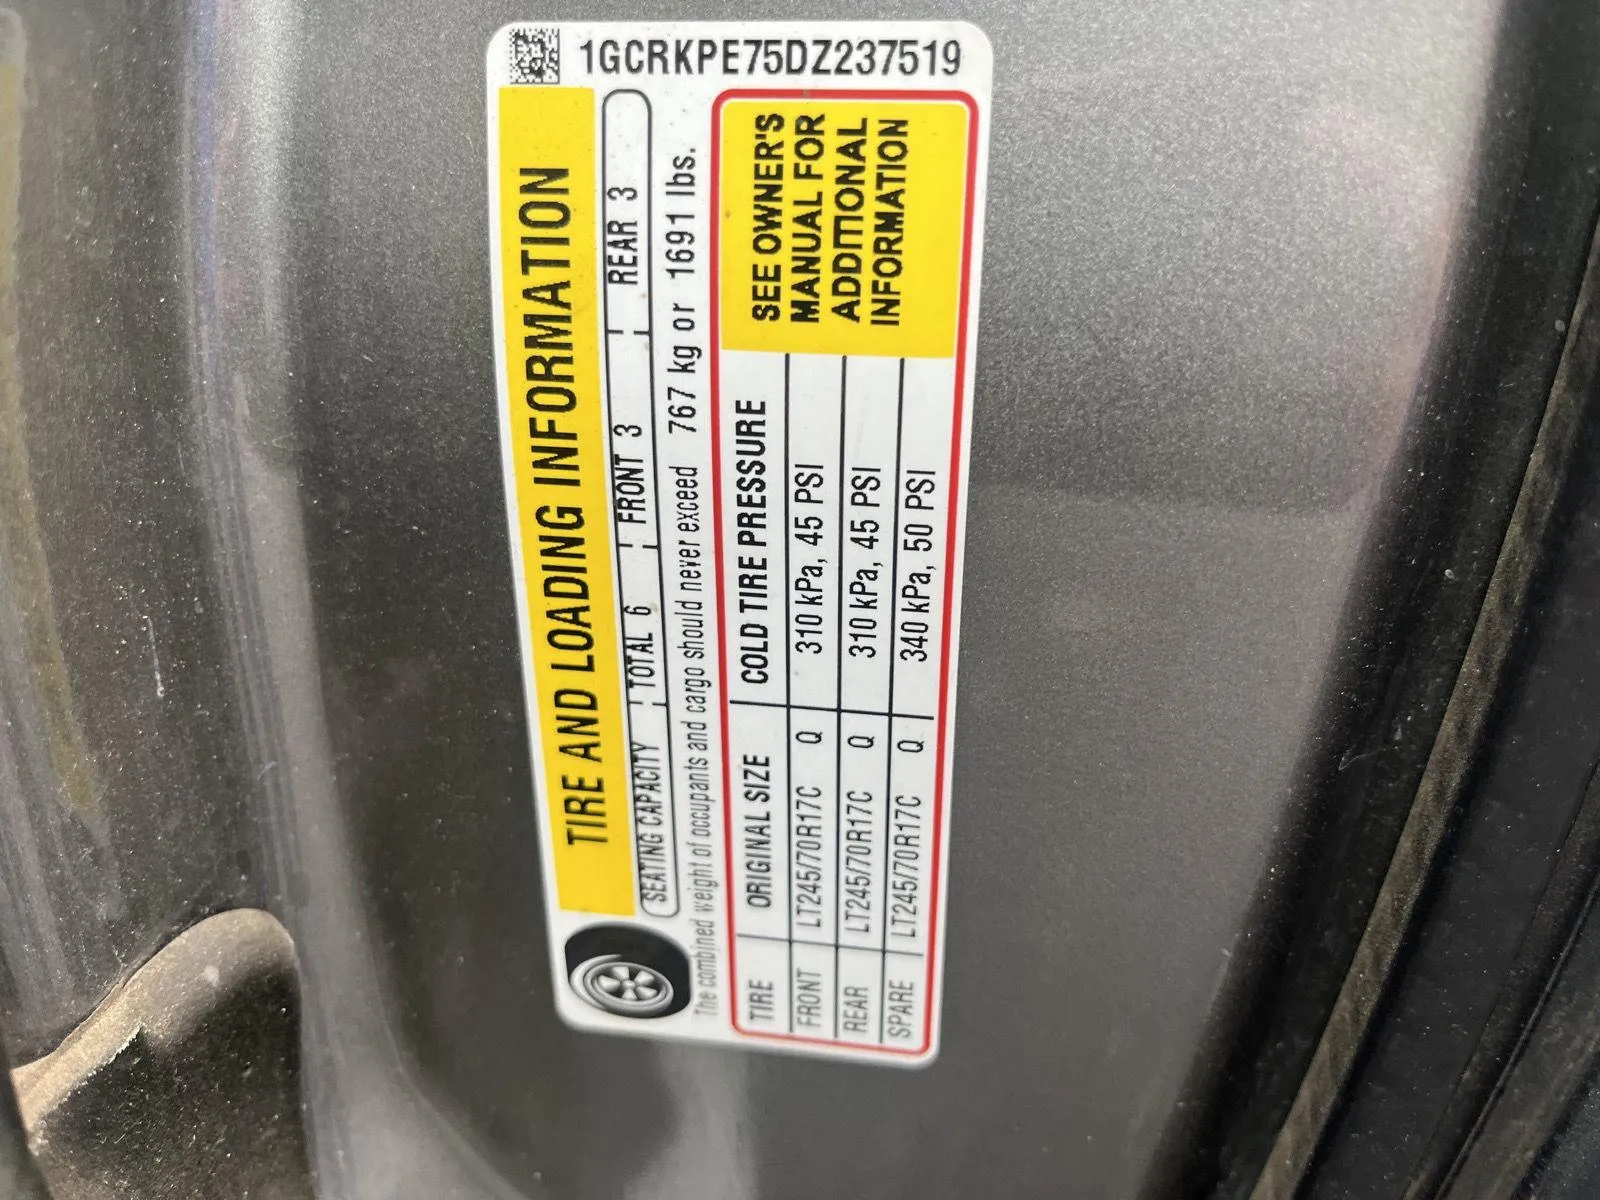 1GCRKPE75DZ237519
TIRE AND LOADING INFORMATION
SEATING CAPACITY TOTAL 6 FRONT 3 REAR 3
The combined weight of occupants and cargo should never exceed 767 kg or 1691 lbs.
TIRE ORIGINAL SIZE COLD TIRE PRESSURE
FRONT LT245/70R17C Q 310 kPa, 45 PSI
REAR LT245/70R17C Q 310 kPa, 45 PSI
SPARE LT245/70R17C Q 340 kPa, 50 PSI
SEE OWNER'S
MANUAL FOR
ADDITIONAL
INFORMATION